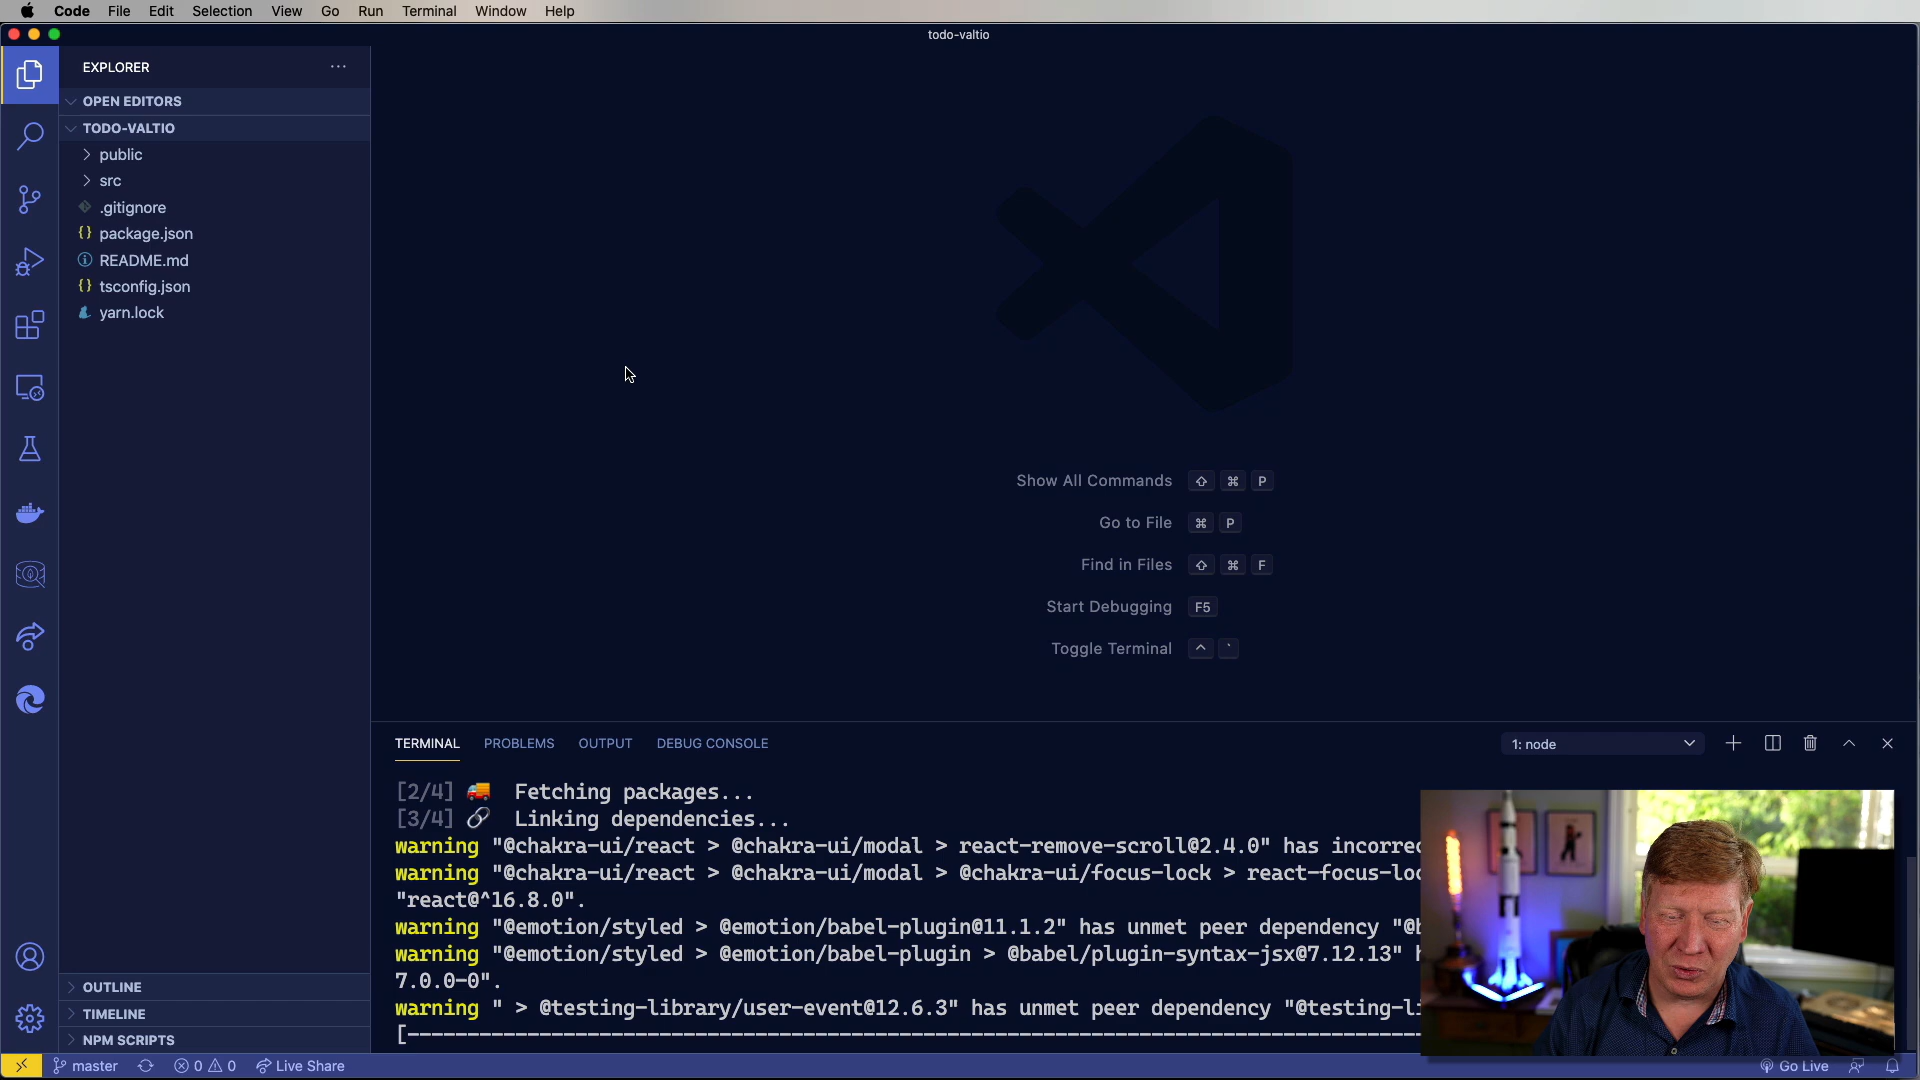 Code File Edit Selection View Go Run Terminal Window Help
todo-valtio
EXPLORER
OPEN EDITORS
TODO-VALTIO
public
src
.gitignore
package.json
README.md
tsconfig.json
yarn.lock
OUTLINE
TIMELINE
NPM SCRIPTS
Show All Commands ⇧ ⌘ P
Go to File ⌘ P
Find in Files ⇧ ⌘ F
Start Debugging F5
Toggle Terminal ^ `
TERMINAL PROBLEMS OUTPUT DEBUG CONSOLE
1: node
[2/4] 🚚 Fetching packages...
[3/4] 🔗 Linking dependencies...
warning "@chakra-ui/react > @chakra-ui/modal > react-remove-scroll@2.4.0" has incorrec
warning "@chakra-ui/react > @chakra-ui/modal > @chakra-ui/focus-lock > react-focus-loc
"react@^16.8.0".
warning "@emotion/styled > @emotion/babel-plugin@11.1.2" has unmet peer dependency "@b
warning "@emotion/styled > @emotion/babel-plugin > @babel/plugin-syntax-jsx@7.12.13" h
7.0.0-0".
warning " > @testing-library/user-event@12.6.3" has unmet peer dependency "@testing-li
master 0 0 Live Share
Go Live